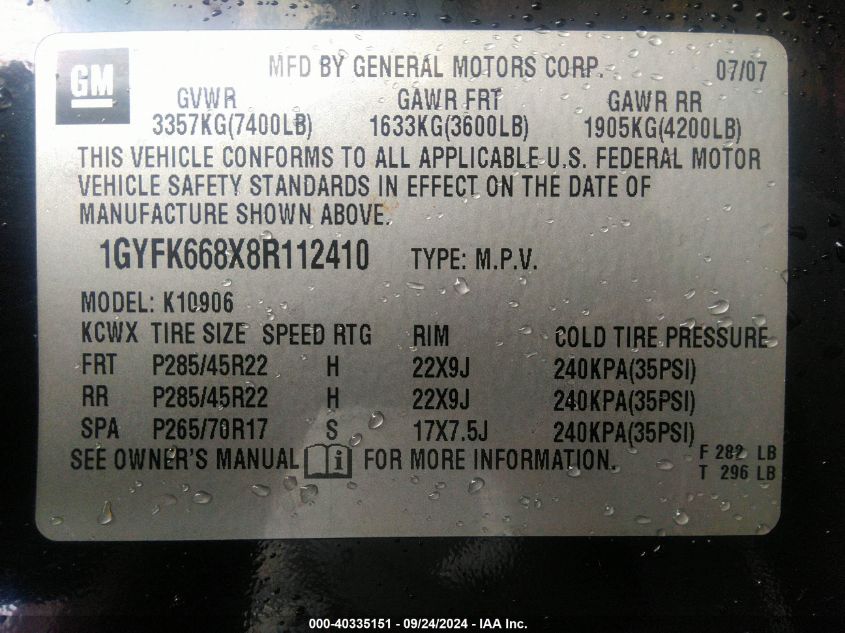 GM
MFD BY GENERAL MOTORS CORP. 07/07
GVWR GAWR FRT GAWR RR
3357KG(7400LB) 1633KG(3600LB) 1905KG(4200LB)
THIS VEHICLE CONFORMS TO ALL APPLICABLE U.S. FEDERAL MOTOR
VEHICLE SAFETY STANDARDS IN EFFECT ON THE DATE OF
MANUFACTURE SHOWN ABOVE.
1GYFK668X8R112410 TYPE: M.P.V.
MODEL: K10906
KCWX TIRE SIZE SPEED RTG RIM COLD TIRE PRESSURE
FRT P285/45R22 H 22X9J 240KPA(35PSI)
RR P285/45R22 H 22X9J 240KPA(35PSI)
SPA P265/70R17 S 17X7.5J 240KPA(35PSI)
SEE OWNER'S MANUAL i FOR MORE INFORMATION.
F 282 LB
T 296 LB
000-40335151 - 09/24/2024 - IAA Inc.